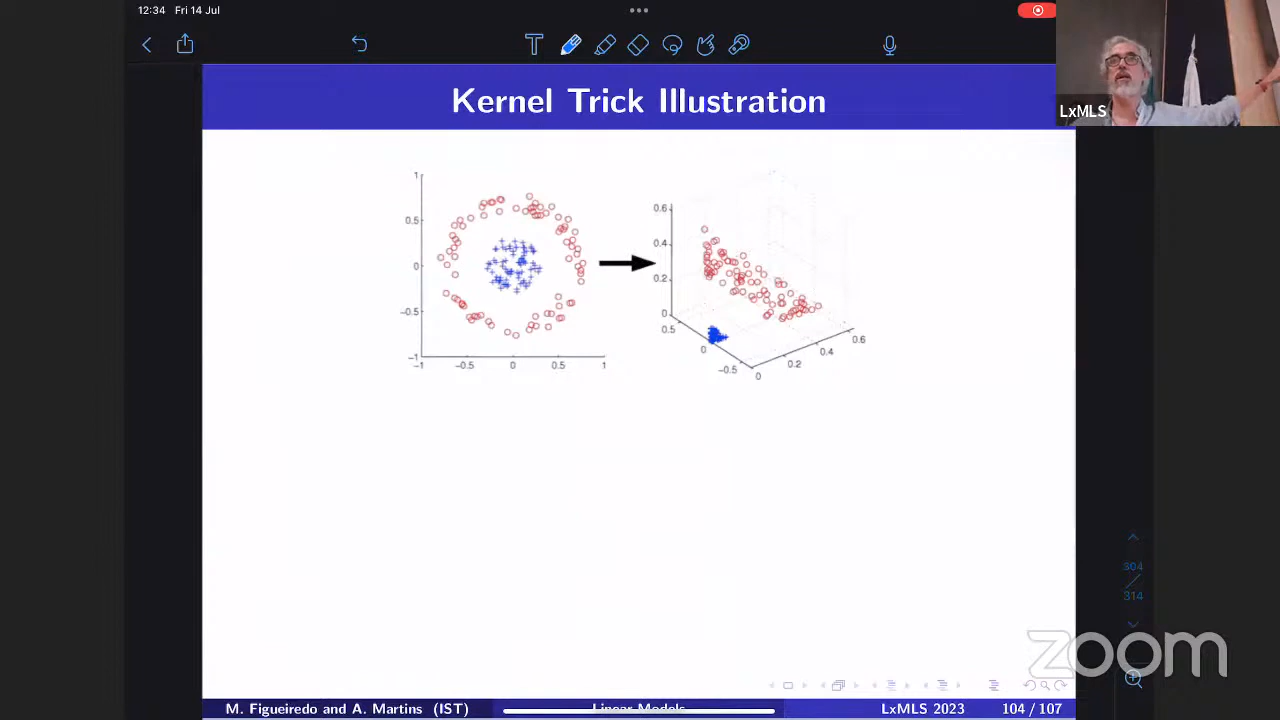 12:34 Fri 14 Jul
T
Kernel Trick Illustration
LxMLS
1
0.5
0
−0.5
−1
−1 −0.5 0 0.5 1
0.6
0.4
0.2
0
0.5
0
−0.5
0
0.2
0.4
0.6
304
314
zoom
M. Figueiredo and A. Martins (IST) Linear Models LxMLS 2023 104 / 107